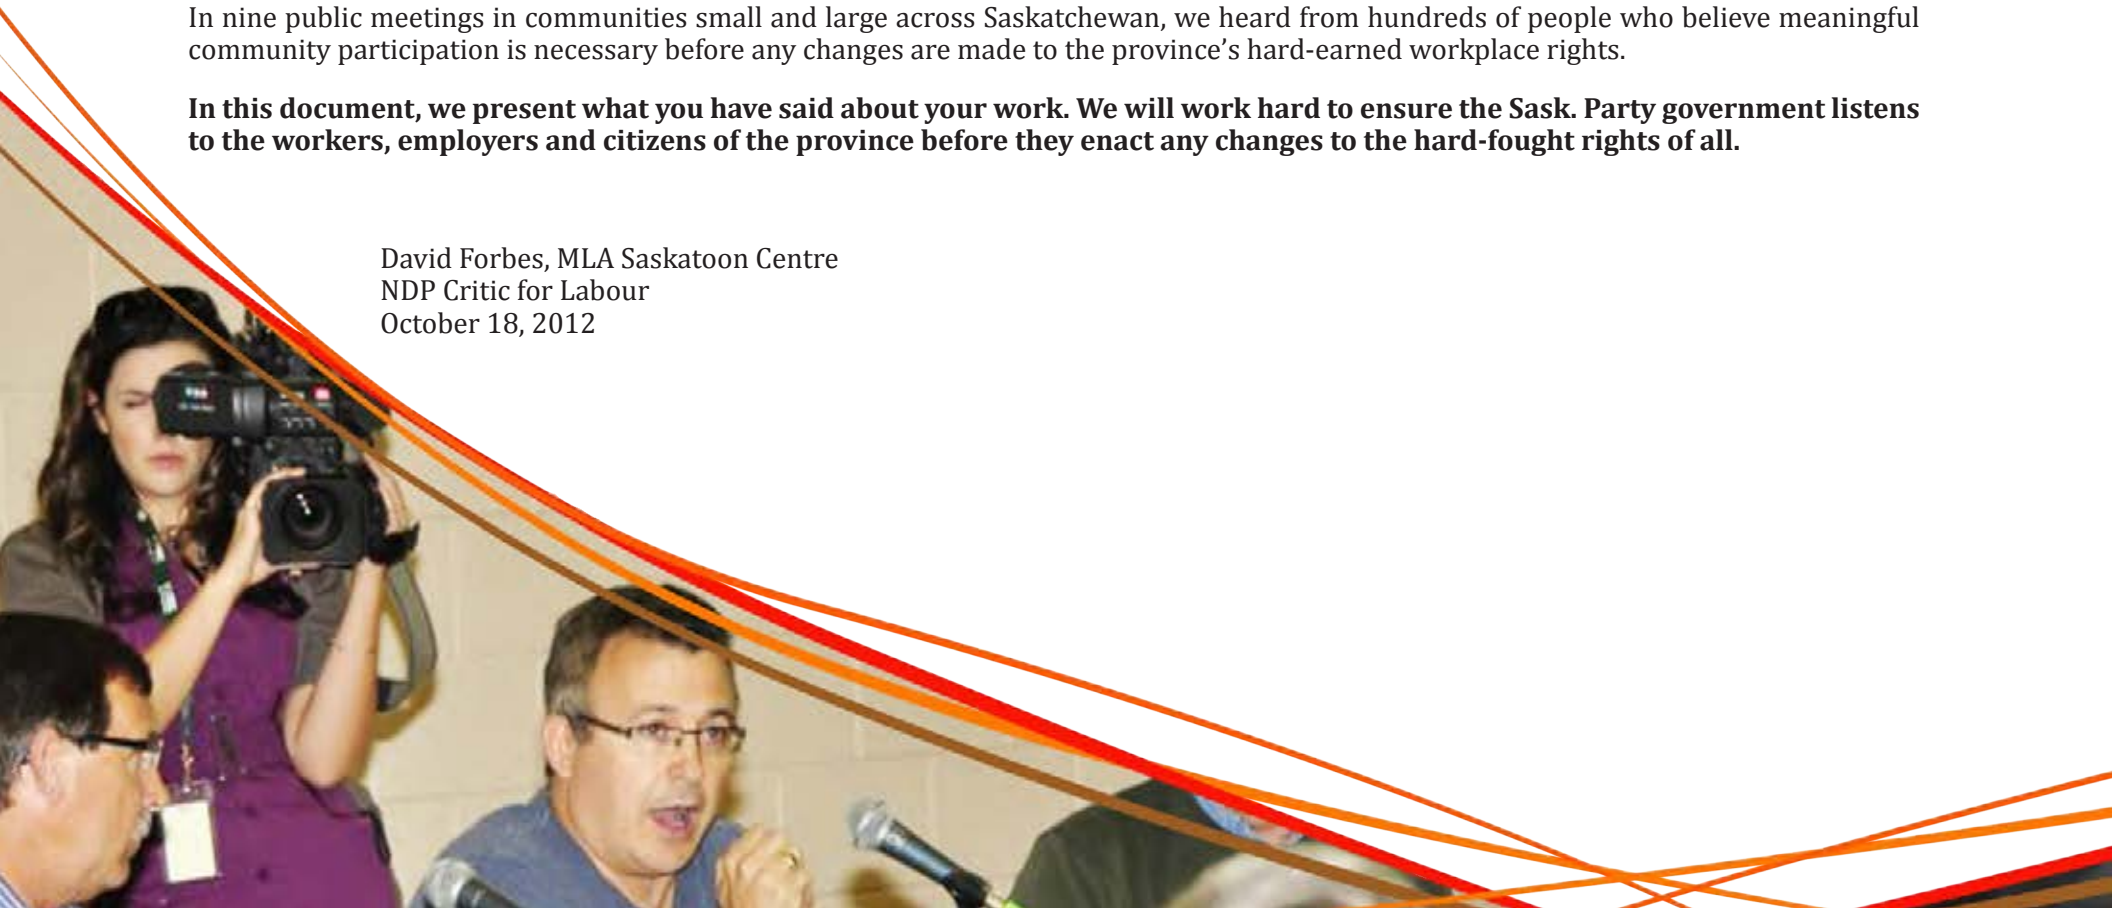 In nine public meetings in communities small and large across Saskatchewan, we heard from hundreds of people who believe meaningful
community participation is necessary before any changes are made to the province’s hard-earned workplace rights.
In this document, we present what you have said about your work. We will work hard to ensure the Sask. Party government listens
to the workers, employers and citizens of the province before they enact any changes to the hard-fought rights of all.
David Forbes, MLA Saskatoon Centre
NDP Critic for Labour
October 18, 2012